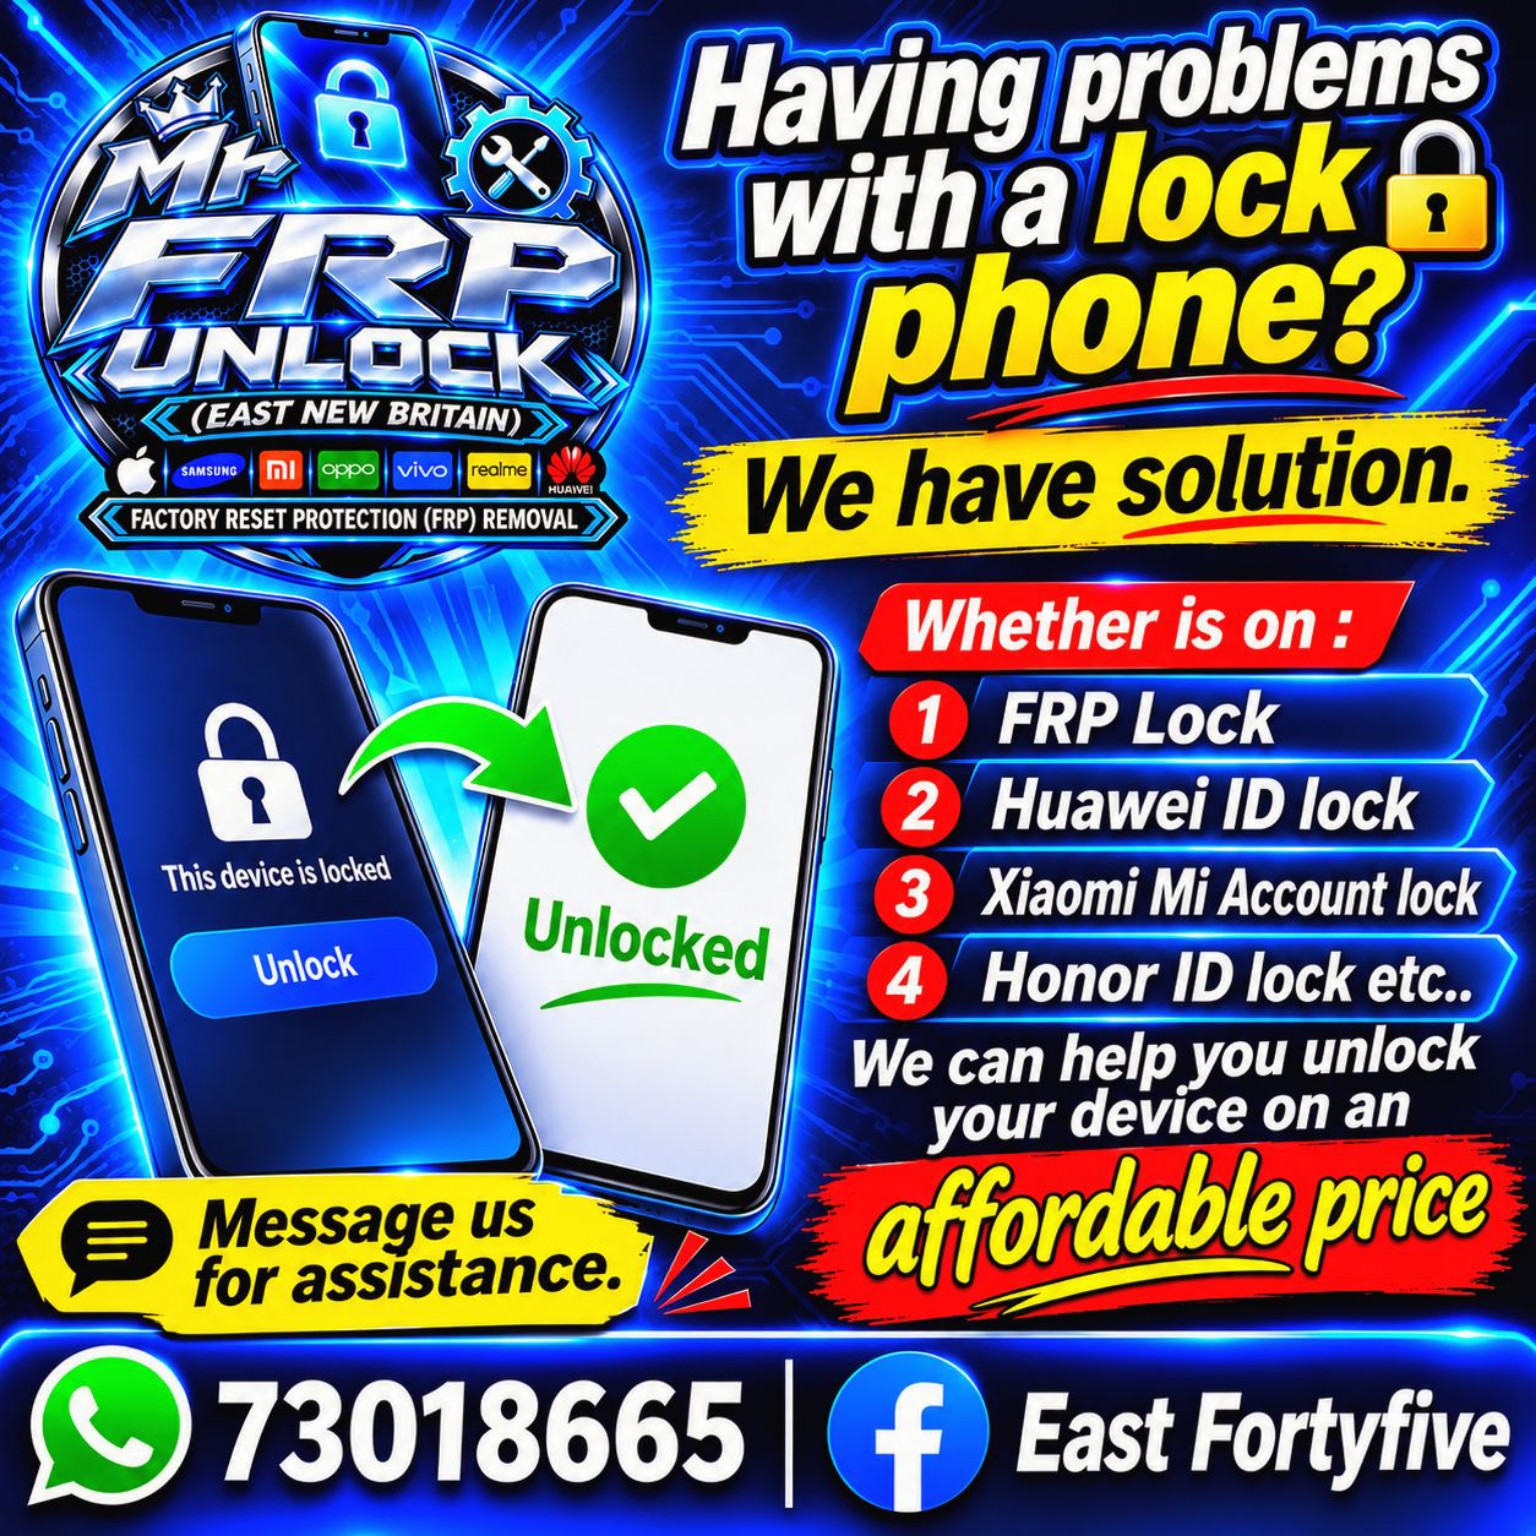 Mr
FRP
UNLOCK
(EAST NEW BRITAIN)
SAMSUNG mi oppo vivo realme HUAWEI
FACTORY RESET PROTECTION (FRP) REMOVAL
Having problems
with a lock
phone?
We have solution.
Whether is on :
1 FRP Lock
2 Huawei ID lock
3 Xiaomi Mi Account lock
4 Honor ID lock etc..
We can help you unlock
your device on an
affordable price
This device is locked
Unlock
Unlocked
Message us
for assistance.
73018665
East Fortyfive